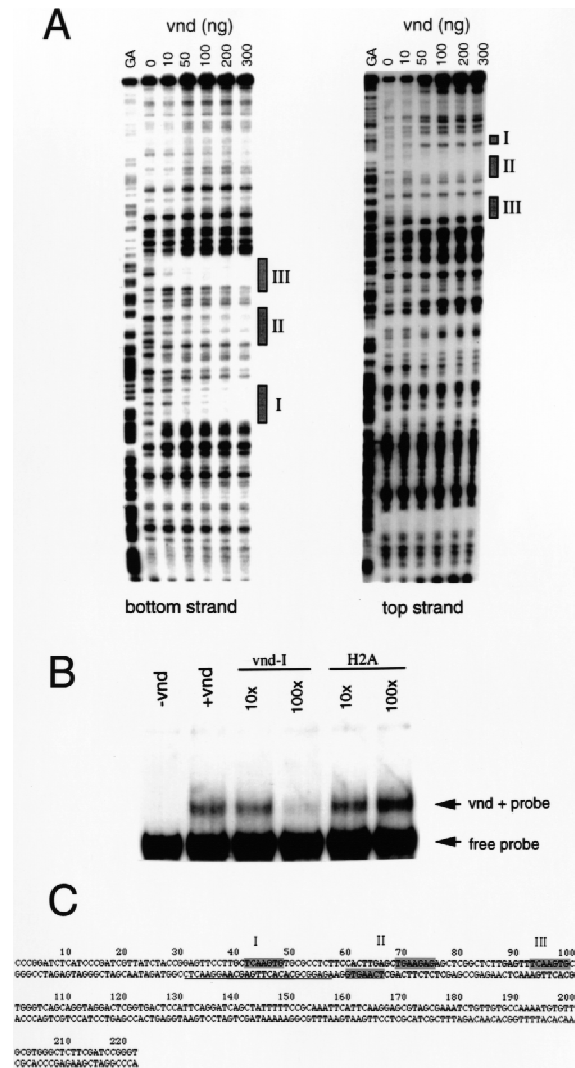 A
vnd (ng)
GA 0 10 50 100 200 300
III
II
I
bottom strand
vnd (ng)
GA 0 10 50 100 200 300
I
II
III
top strand
B
-vnd +vnd
vnd-I
10x 100x
H2A
10x 100x
vnd + probe
free probe
C
I II III
10 20 30 40 50 60 70 80 90 100
110 120 130 140 150 160 170 180 190 200
210 220
GCGTGGGCTCTTCGATCCGGGT
CGCACCCGAGAAGCTAGGCCCA